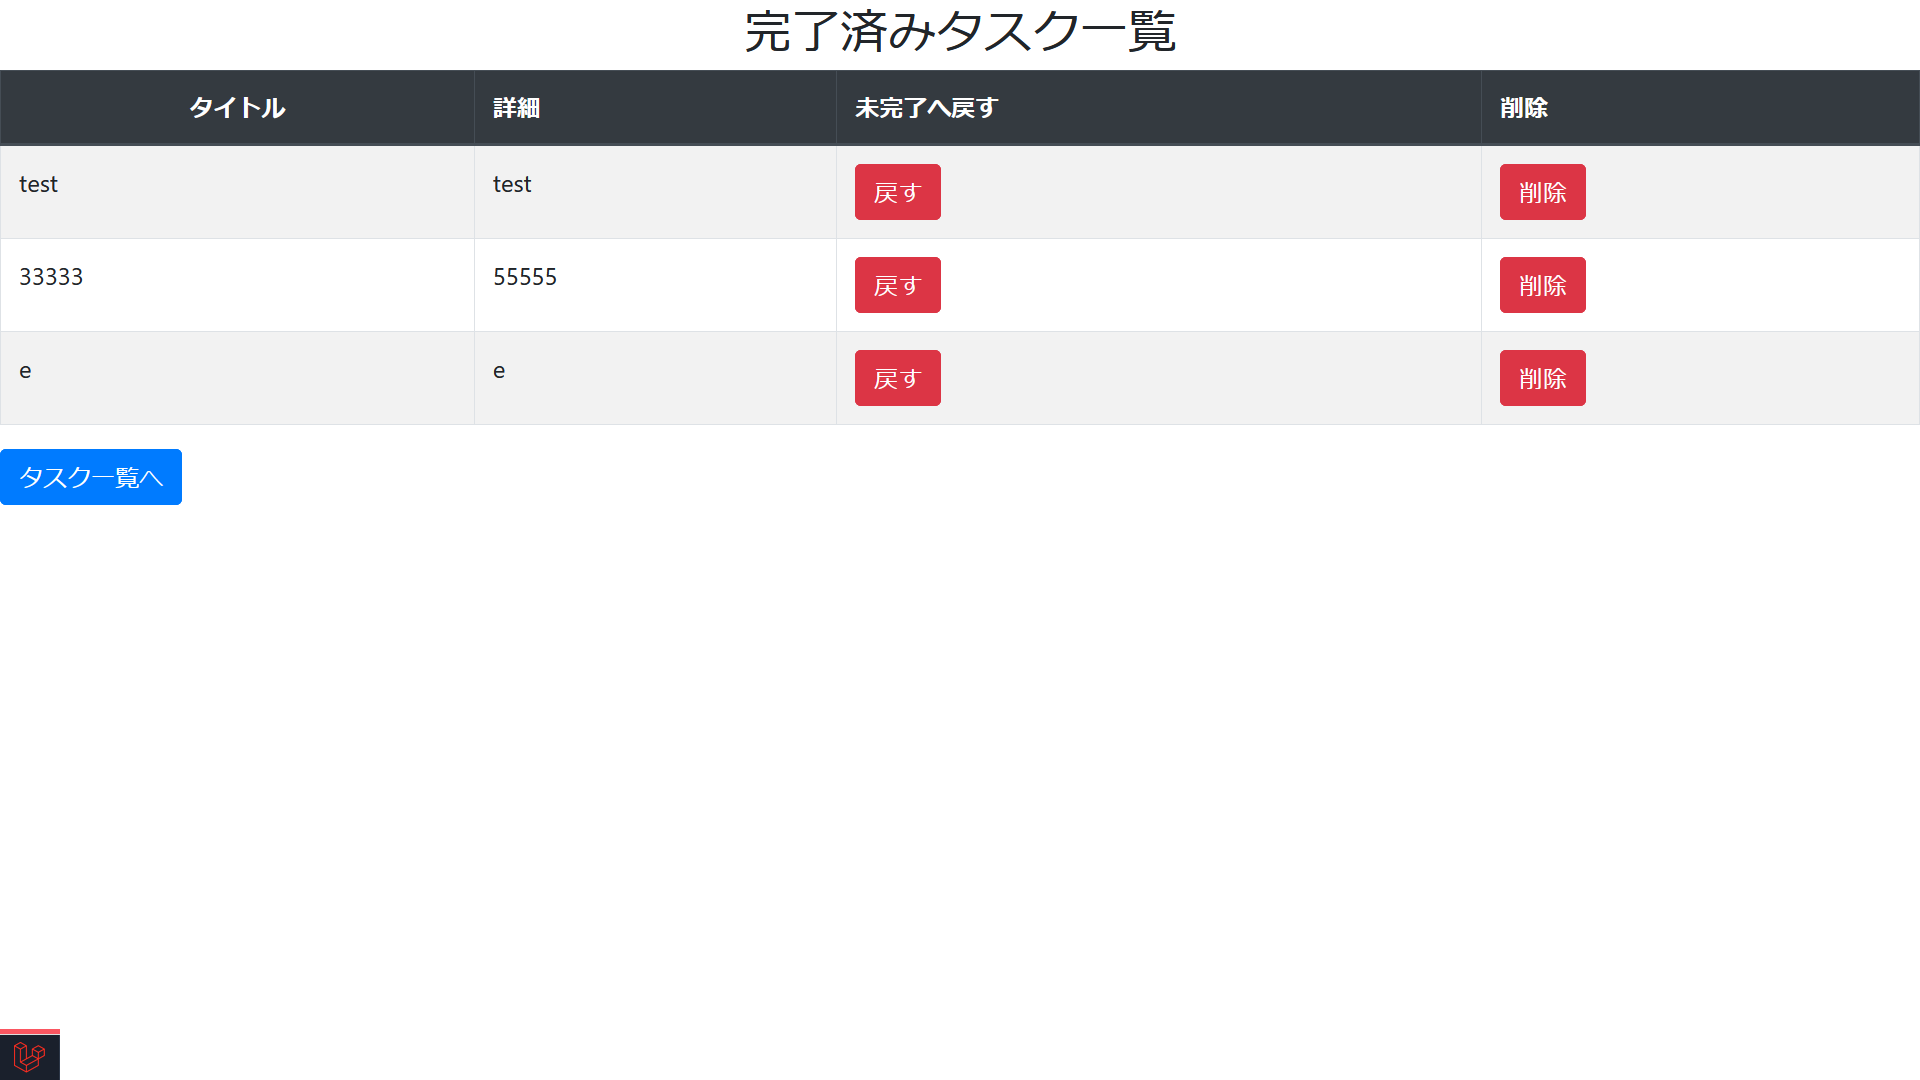 完了済みタスク一覧
タイトル 詳細 未完了へ戻す 削除
test test 戻す 削除
33333 55555 戻す 削除
e e 戻す 削除
タスク一覧へ